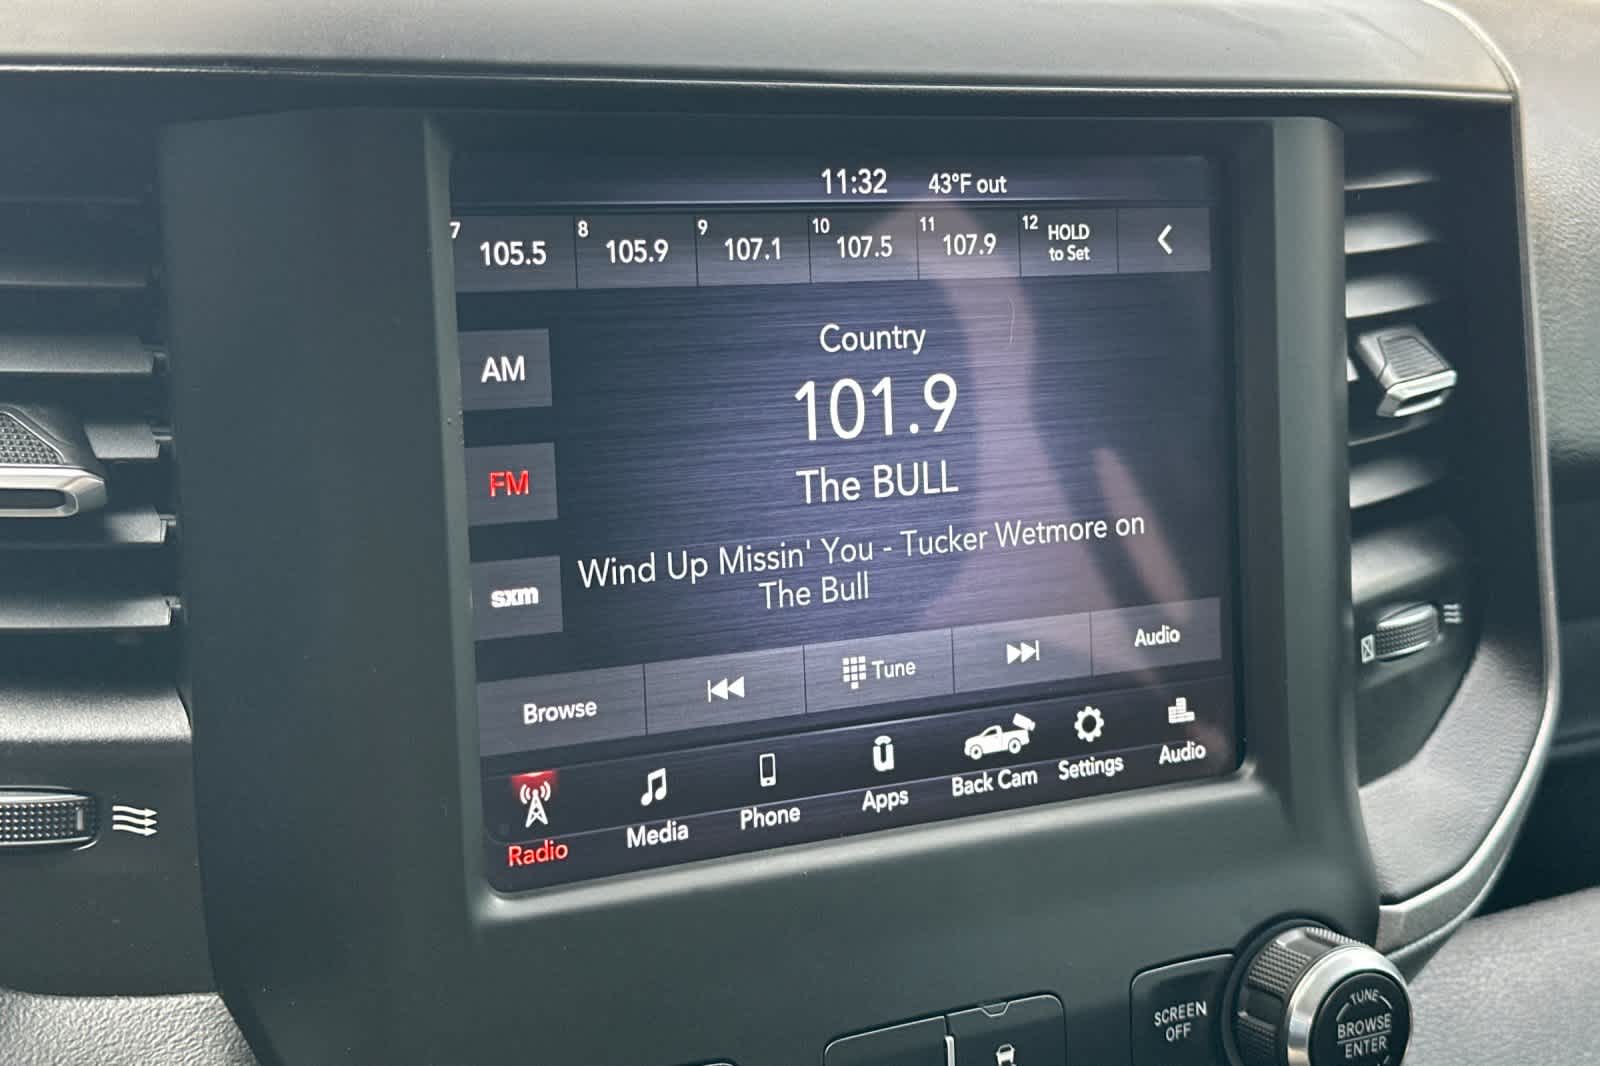 11:32 43°F out
7 105.5 8 105.9 9 107.1 10 107.5 11 107.9 12 HOLD
to Set
Country
AM
101.9
FM
The BULL
Wind Up Missin' You - Tucker Wetmore on
The Bull
sxm
Browse Tune Audio
Radio Media Phone Apps Back Cam Settings Audio
SCREEN
OFF
TUNE
BROWSE
ENTER